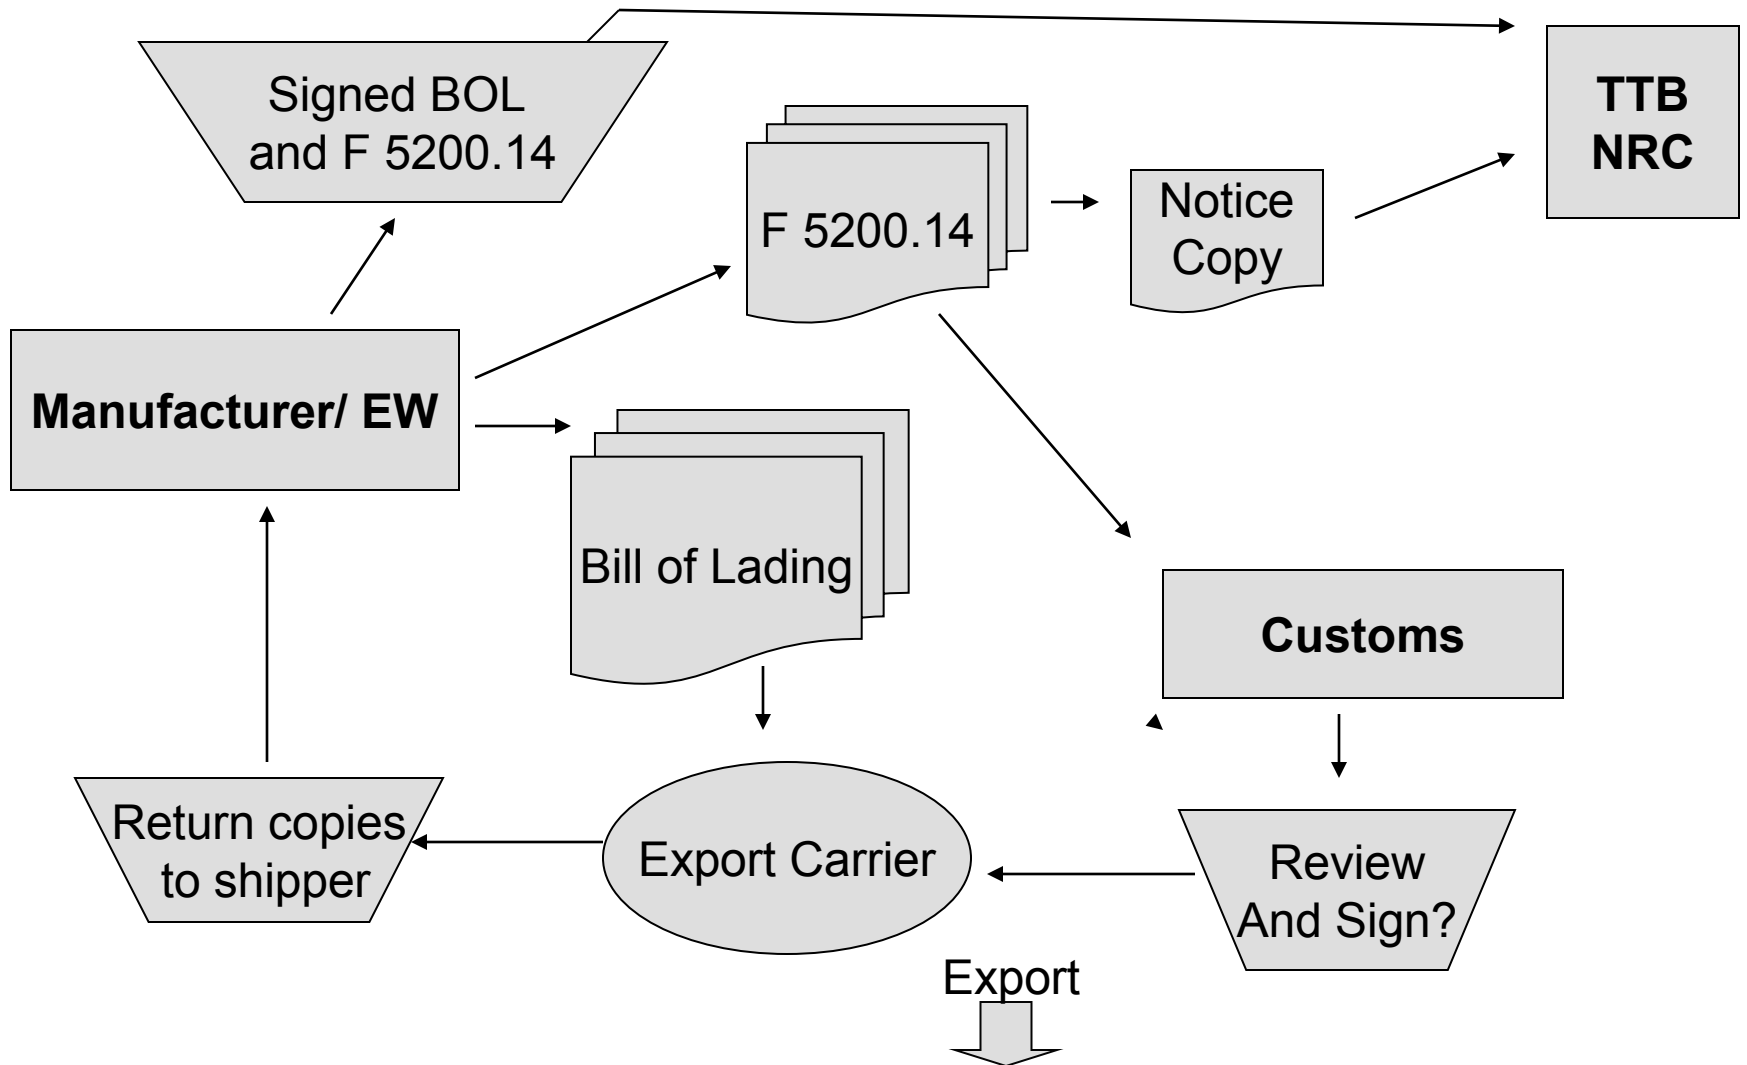 Signed BOL
and F 5200.14
TTB
NRC
F 5200.14
Notice
Copy
Manufacturer/ EW
Bill of Lading
Customs
Return copies
to shipper
Export Carrier
Review
And Sign?
Export